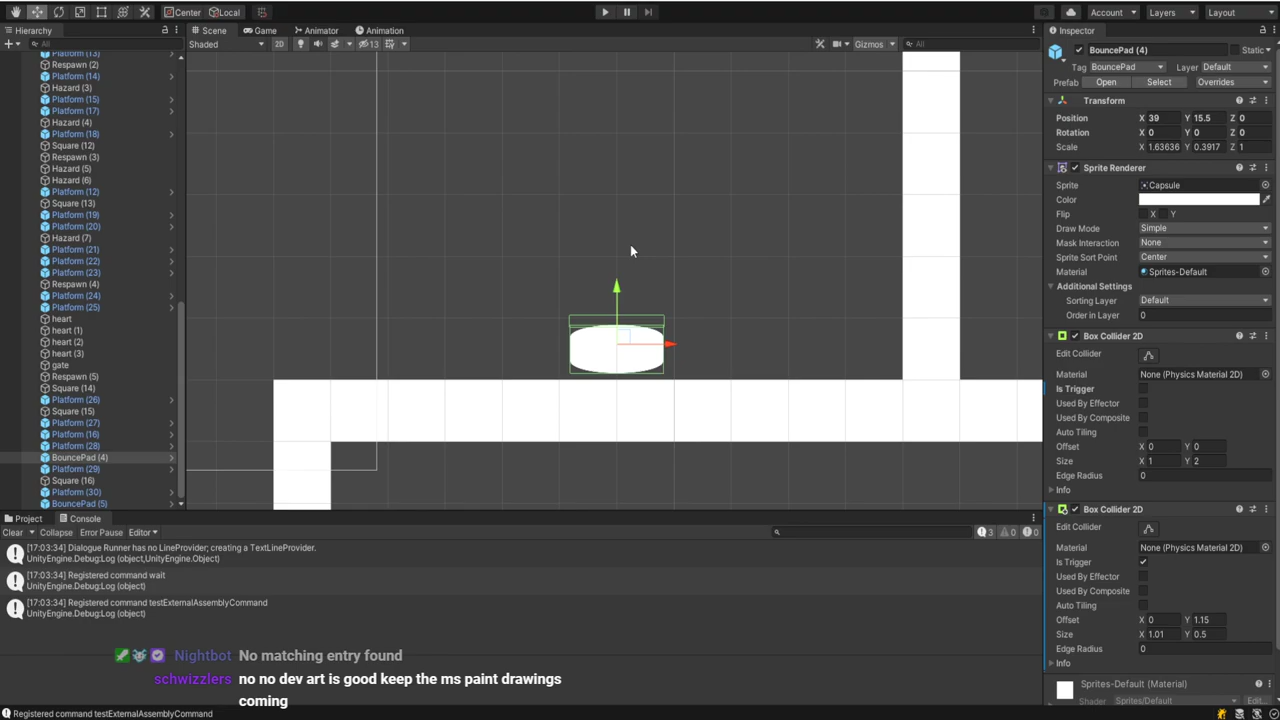 Center
Local
Account
Layers
Layout
Hierarchy
Scene
Game
Animator
Animation
Inspector
All
Shaded
2D
13
Gizmos
All
BouncePad (4)
Static
Tag BouncePad
Layer Default
Prefab
Open
Select
Overrides
Platform (13)
Respawn (2)
Platform (14)
Hazard (3)
Platform (15)
Platform (17)
Hazard (4)
Platform (18)
Square (12)
Respawn (3)
Hazard (5)
Hazard (6)
Platform (12)
Square (13)
Platform (19)
Platform (20)
Hazard (7)
Platform (21)
Platform (22)
Platform (23)
Respawn (4)
Platform (24)
Platform (25)
heart
heart (1)
heart (2)
heart (3)
gate
Respawn (5)
Square (14)
Platform (26)
Square (15)
Platform (27)
Platform (16)
Platform (28)
BouncePad (4)
Platform (29)
Square (16)
Platform (30)
BouncePad (5)
Transform
Position X 39 Y 15.5 Z 0
Rotation X 0 Y 0 Z 0
Scale X 1.63636 Y 0.3917 Z 1
Sprite Renderer
Sprite Capsule
Color
Flip X Y
Draw Mode Simple
Mask Interaction None
Sprite Sort Point Center
Material Sprites-Default
Additional Settings
Sorting Layer Default
Order in Layer 0
Box Collider 2D
Edit Collider
Material None (Physics Material 2D)
Is Trigger
Used By Effector
Used By Composite
Auto Tiling
Offset X 0 Y 0
Size X 1 Y 2
Edge Radius 0
Info
Box Collider 2D
Edit Collider
Material None (Physics Material 2D)
Is Trigger
Used By Effector
Used By Composite
Auto Tiling
Offset X 0 Y 1.15
Size X 1.01 Y 0.5
Edge Radius 0
Info
Sprites-Default (Material)
Shader Sprites/Default Edit...
Project
Console
Clear
Collapse
Error Pause
Editor
3
0
0
[17:03:34] Dialogue Runner has no LineProvider; creating a TextLineProvider.
UnityEngine.Debug:Log (object,UnityEngine.Object)
[17:03:34] Registered command wait
UnityEngine.Debug:Log (object)
[17:03:34] Registered command testExternalAssemblyCommand
UnityEngine.Debug:Log (object)
Nightbot No matching entry found
schwizzlers no no dev art is good keep the ms paint drawings
coming
Registered command testExternalAssemblyCommand